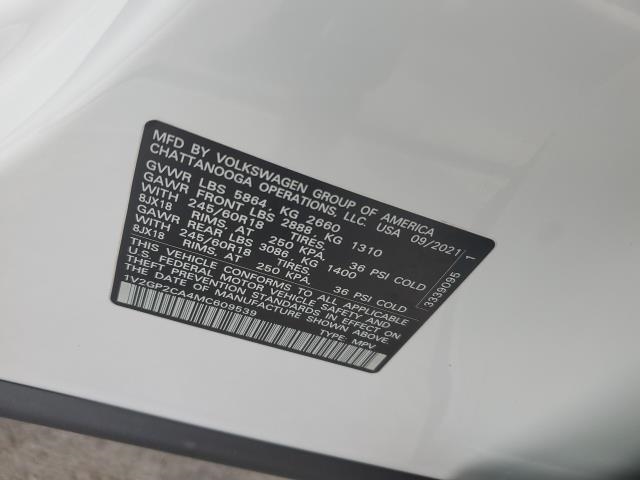 MFD BY VOLKSWAGEN GROUP OF AMERICA
CHATTANOOGA OPERATIONS, LLC. USA 09/2021
GVWR LBS 5864, KG 2660
GAWR FRONT LBS 2888, KG 1310
WITH 245/60R18 TIRES,
8JX18 RIMS, AT 250 KPA, 36 PSI COLD
GAWR REAR LBS 3086, KG 1400
WITH 245/60R18 TIRES,
8JX18 RIMS, AT 250 KPA, 36 PSI COLD
THIS VEHICLE CONFORMS TO ALL APPLICABLE
U.S. FEDERAL MOTOR VEHICLE SAFETY AND
THEFT PREVENTION STANDARDS IN EFFECT ON
THE DATE OF MANUFACTURE SHOWN ABOVE.
1V2GP2CA4MC609639 TYPE: MPV
3339095 1